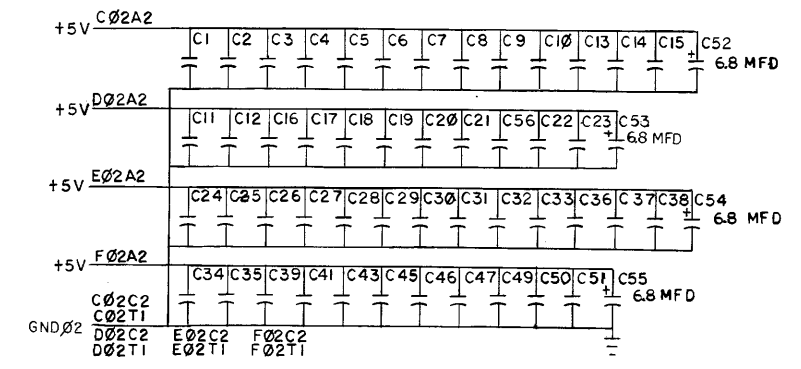 CØ2A2
+5V
C1 C2 C3 C4 C5 C6 C7 C8 C9 C1Ø C13 C14 C15 + C52
6.8 MFD
DØ2A2
+5V
C11 C12 C16 C17 C18 C19 C2Ø C21 C56 C22 C23 + C53
6.8 MFD
EØ2A2
+5V
C24 C25 C26 C27 C28 C29 C3Ø C31 C32 C33 C36 C37 C38 + C54
6.8 MFD
FØ2A2
+5V
C34 C35 C39 C41 C43 C45 C46 C47 C49 C5Ø C51 + C55
6.8 MFD
CØ2C2
CØ2T1
GNDØ2
DØ2C2 EØ2C2 FØ2C2
DØ2T1 EØ2T1 FØ2T1